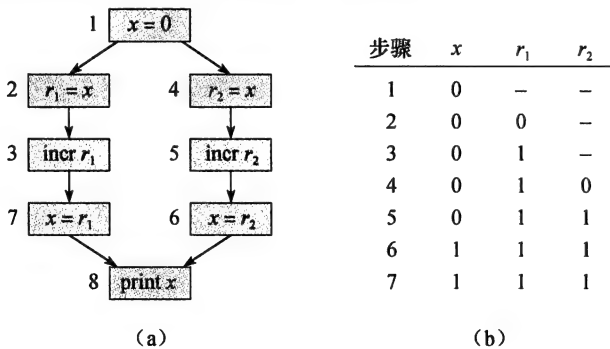 1 x = 0
2 r₁ = x 4 r₂ = x
3 incr r₁ 5 incr r₂
7 x = r₁ 6 x = r₂
8 print x
(a)
步骤 x r₁ r₂
1 0 – –
2 0 0 –
3 0 1 –
4 0 1 0
5 0 1 1
6 1 1 1
7 1 1 1
(b)